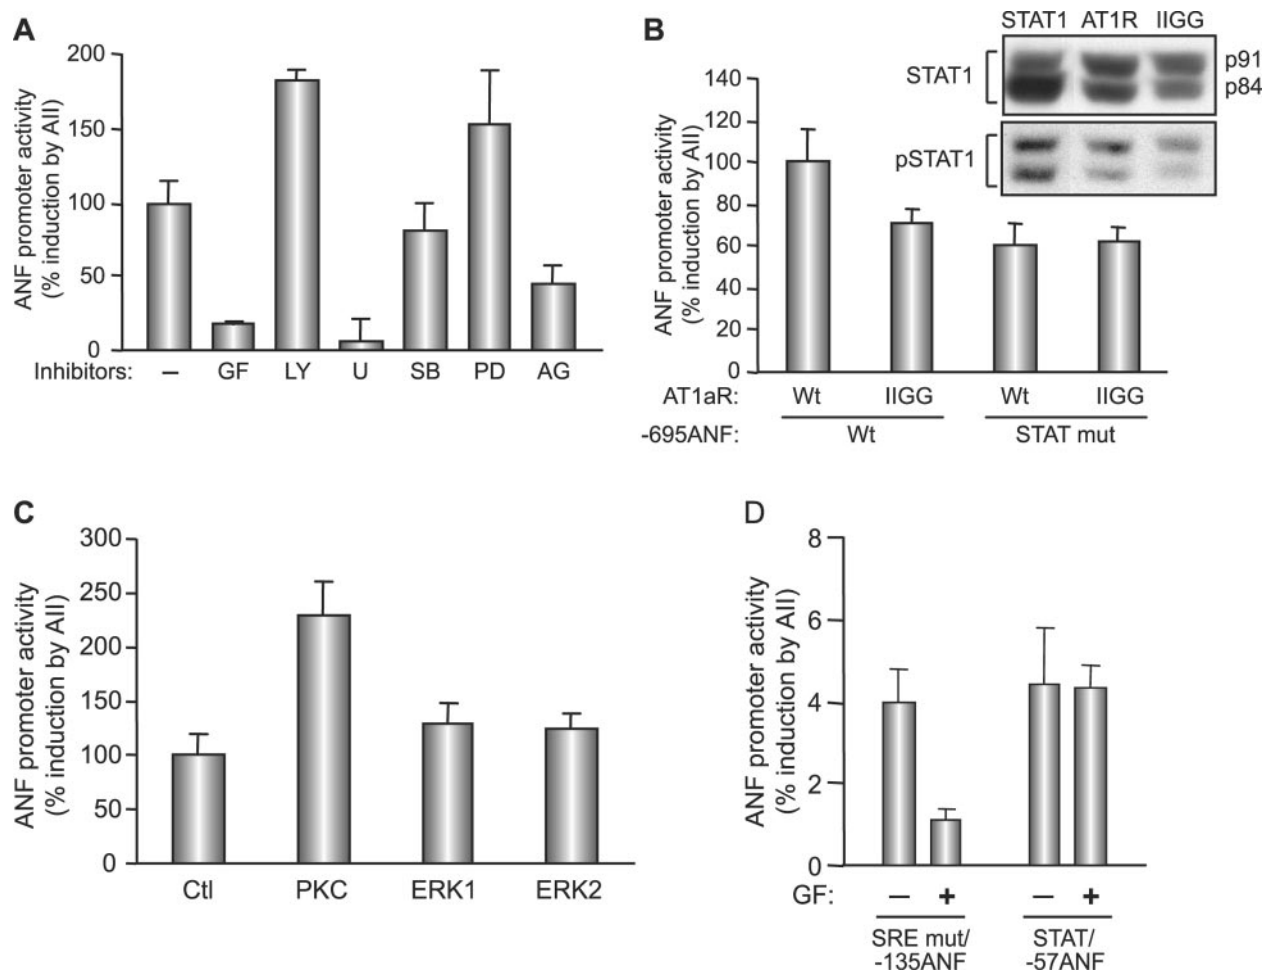 A
ANF promoter activity
(% induction by AII)
200
150
100
50
0
Inhibitors: – GF LY U SB PD AG
B
STAT1 AT1R IIGG
STAT1
p91
p84
pSTAT1
ANF promoter activity
(% induction by AII)
140
120
100
80
60
40
20
0
AT1aR: Wt IIGG Wt IIGG
-695ANF: Wt STAT mut
C
ANF promoter activity
(% induction by AII)
300
250
200
150
100
50
0
Ctl PKC ERK1 ERK2
D
ANF promoter activity
(% induction by AII)
8
6
4
2
0
GF: – + – +
SRE mut/
-135ANF
STAT/
-57ANF